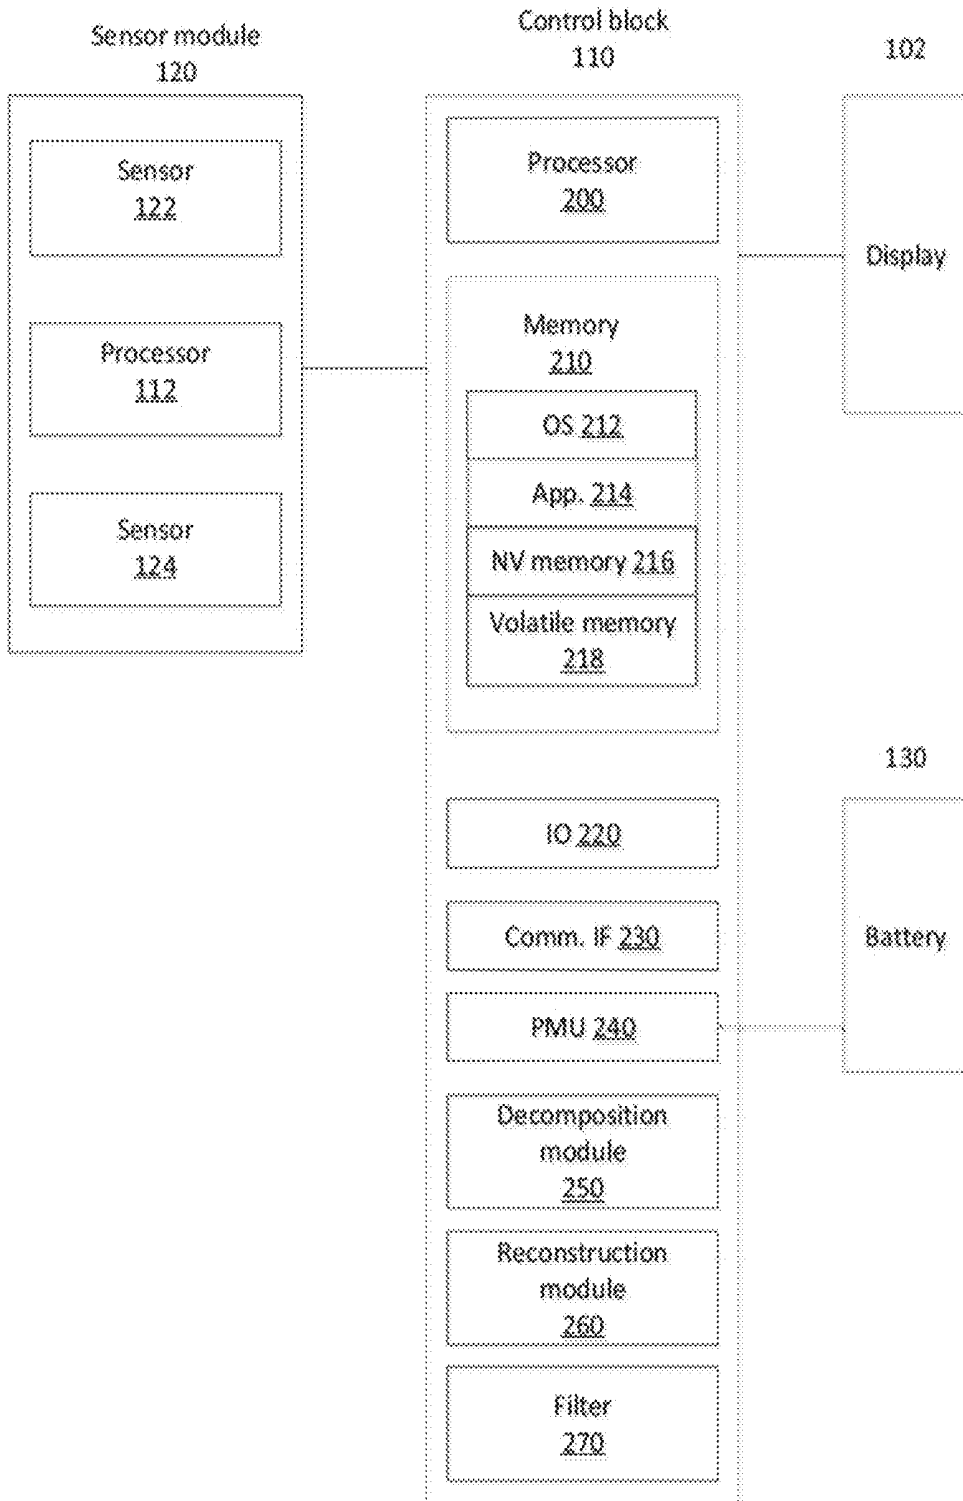 Sensor module
120
Sensor
122
Processor
112
Sensor
124
Control block
110
Processor
200
Memory
210
OS 212
App. 214
NV memory 216
Volatile memory
218
IO 220
Comm. IF 230
PMU 240
Decomposition
module
250
Reconstruction
module
260
Filter
270
102
Display
130
Battery